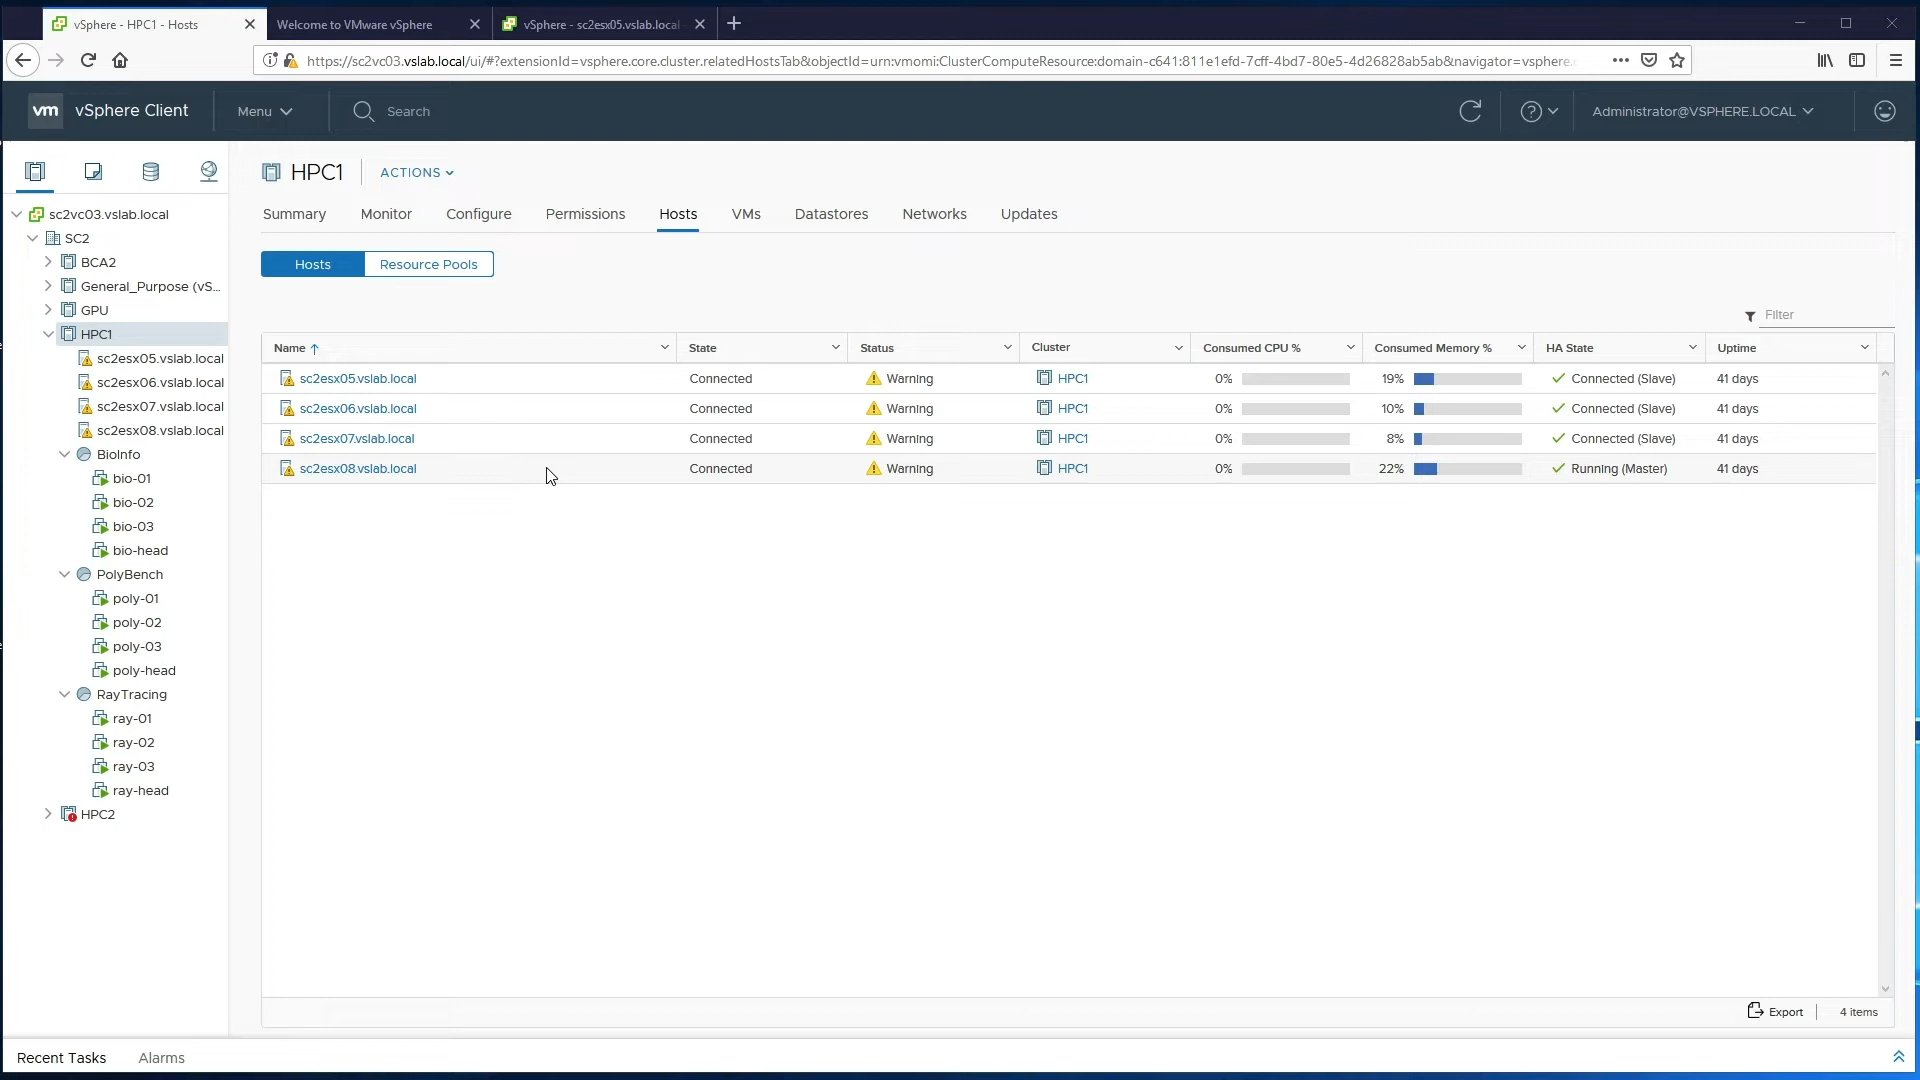 vSphere - HPC1 - Hosts
Welcome to VMware vSphere
vSphere - sc2esx05.vslab.local
https://sc2vc03.vslab.local/ui/#?extensionId=vsphere.core.cluster.relatedHostsTab&objectId=urn:vmomi:ClusterComputeResource:domain-c641:811e1efd-7cff-4bd7-80e5-4d26828ab5ab&navigator=vsphere.
vm vSphere Client
Menu
Search
Administrator@VSPHERE.LOCAL
HPC1
ACTIONS
Summary Monitor Configure Permissions Hosts VMs Datastores Networks Updates
Hosts Resource Pools
Filter
sc2vc03.vslab.local
SC2
BCA2
General_Purpose (vS...
GPU
HPC1
sc2esx05.vslab.local
sc2esx06.vslab.local
sc2esx07.vslab.local
sc2esx08.vslab.local
BioInfo
bio-01
bio-02
bio-03
bio-head
PolyBench
poly-01
poly-02
poly-03
poly-head
RayTracing
ray-01
ray-02
ray-03
ray-head
HPC2
Name State Status Cluster Consumed CPU % Consumed Memory % HA State Uptime
sc2esx05.vslab.local Connected Warning HPC1 0% 19% Connected (Slave) 41 days
sc2esx06.vslab.local Connected Warning HPC1 0% 10% Connected (Slave) 41 days
sc2esx07.vslab.local Connected Warning HPC1 0% 8% Connected (Slave) 41 days
sc2esx08.vslab.local Connected Warning HPC1 0% 22% Running (Master) 41 days
Export 4 items
Recent Tasks Alarms